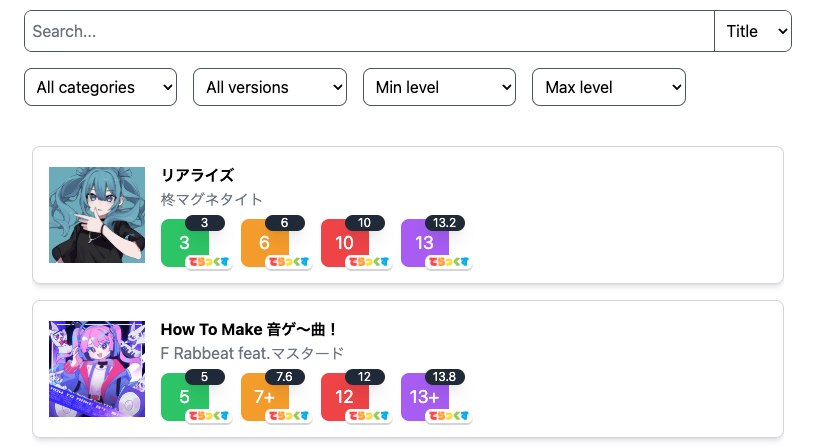 Search...
Title
All categories
All versions
Min level
Max level
リアライズ
柊マグネタイト
3 6 10 13.2
3 6 10 13
でらっくす でらっくす でらっくす でらっくす
How To Make 音ゲ〜曲！
F Rabbeat feat.マスタード
5 7.6 12 13.8
5 7+ 12 13+
でらっくす でらっくす でらっくす でらっくす